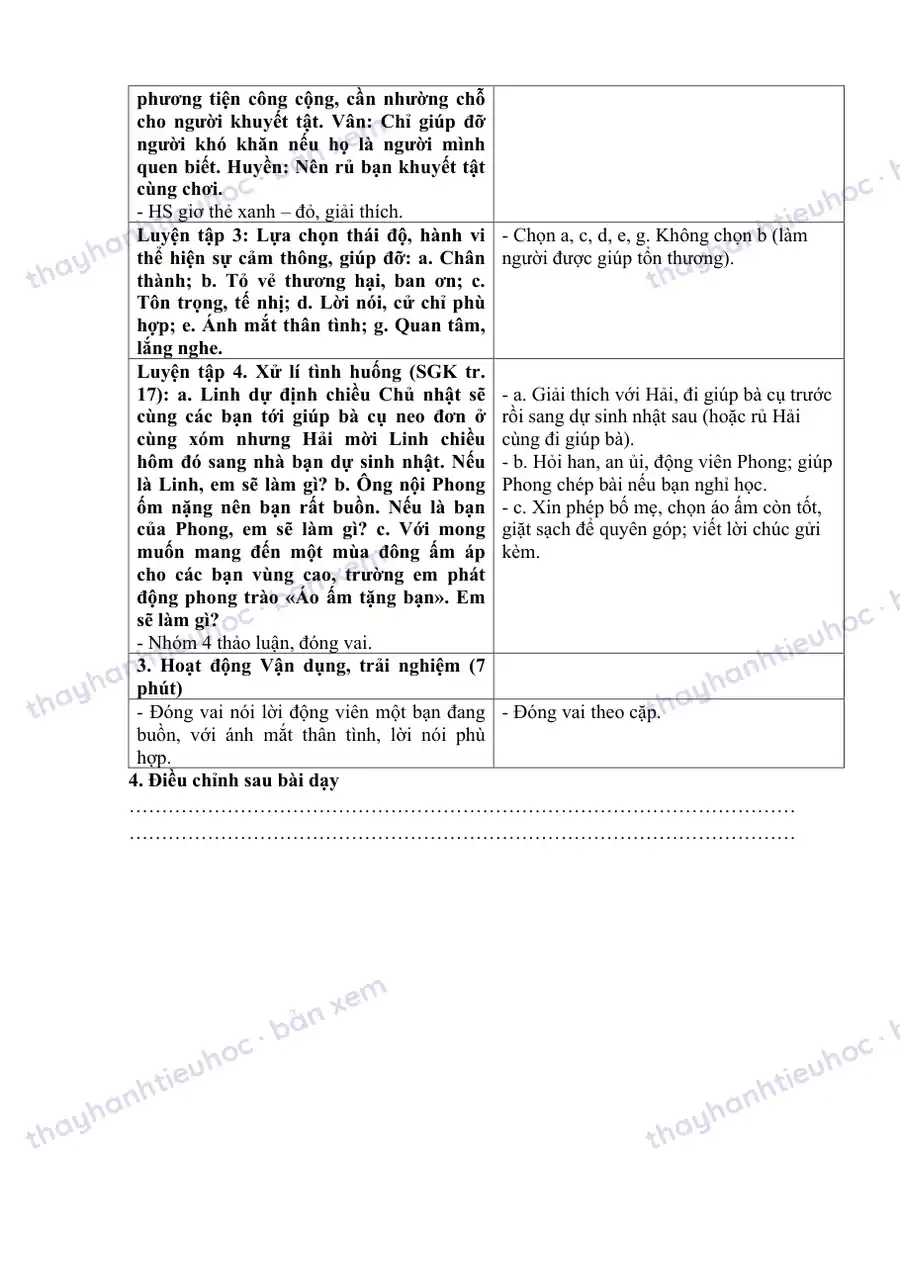 phương tiện công cộng, cần nhường chỗ
cho người khuyết tật. Vân: Chỉ giúp đỡ
người khó khăn nếu họ là người mình
quen biết. Huyền: Nên rủ bạn khuyết tật
cùng chơi.
- HS giơ thẻ xanh – đỏ, giải thích.
Luyện tập 3: Lựa chọn thái độ, hành vi
thể hiện sự cảm thông, giúp đỡ: a. Chân
thành; b. Tỏ vẻ thương hại, ban ơn; c.
Tôn trọng, tế nhị; d. Lời nói, cử chỉ phù
hợp; e. Ánh mắt thân tình; g. Quan tâm,
lắng nghe.
- Chọn a, c, d, e, g. Không chọn b (làm
người được giúp tổn thương).
Luyện tập 4. Xử lí tình huống (SGK tr.
17): a. Linh dự định chiều Chủ nhật sẽ
cùng các bạn tới giúp bà cụ neo đơn ở
cùng xóm nhưng Hải mời Linh chiều
hôm đó sang nhà bạn dự sinh nhật. Nếu
là Linh, em sẽ làm gì? b. Ông nội Phong
ốm nặng nên bạn rất buồn. Nếu là bạn
của Phong, em sẽ làm gì? c. Với mong
muốn mang đến một mùa đông ấm áp
cho các bạn vùng cao, trường em phát
động phong trào «Áo ấm tặng bạn». Em
sẽ làm gì?
- Nhóm 4 thảo luận, đóng vai.
- a. Giải thích với Hải, đi giúp bà cụ trước
rồi sang dự sinh nhật sau (hoặc rủ Hải
cùng đi giúp bà).
- b. Hỏi han, an ủi, động viên Phong; giúp
Phong chép bài nếu bạn nghỉ học.
- c. Xin phép bố mẹ, chọn áo ấm còn tốt,
giặt sạch để quyên góp; viết lời chúc gửi
kèm.
3. Hoạt động Vận dụng, trải nghiệm (7
phút)
- Đóng vai nói lời động viên một bạn đang
buồn, với ánh mắt thân tình, lời nói phù
hợp.
- Đóng vai theo cặp.
4. Điều chỉnh sau bài dạy
……………………………………………………………………………………
……………………………………………………………………………………
thayhanhtieuhoc · bản xem
thayhanhtieuhoc · b
thayhanhtieuhoc · bản xem
thayhanhtieuhoc · b
thayhanhtieuhoc · bản xem
thayhanhtieuhoc · b